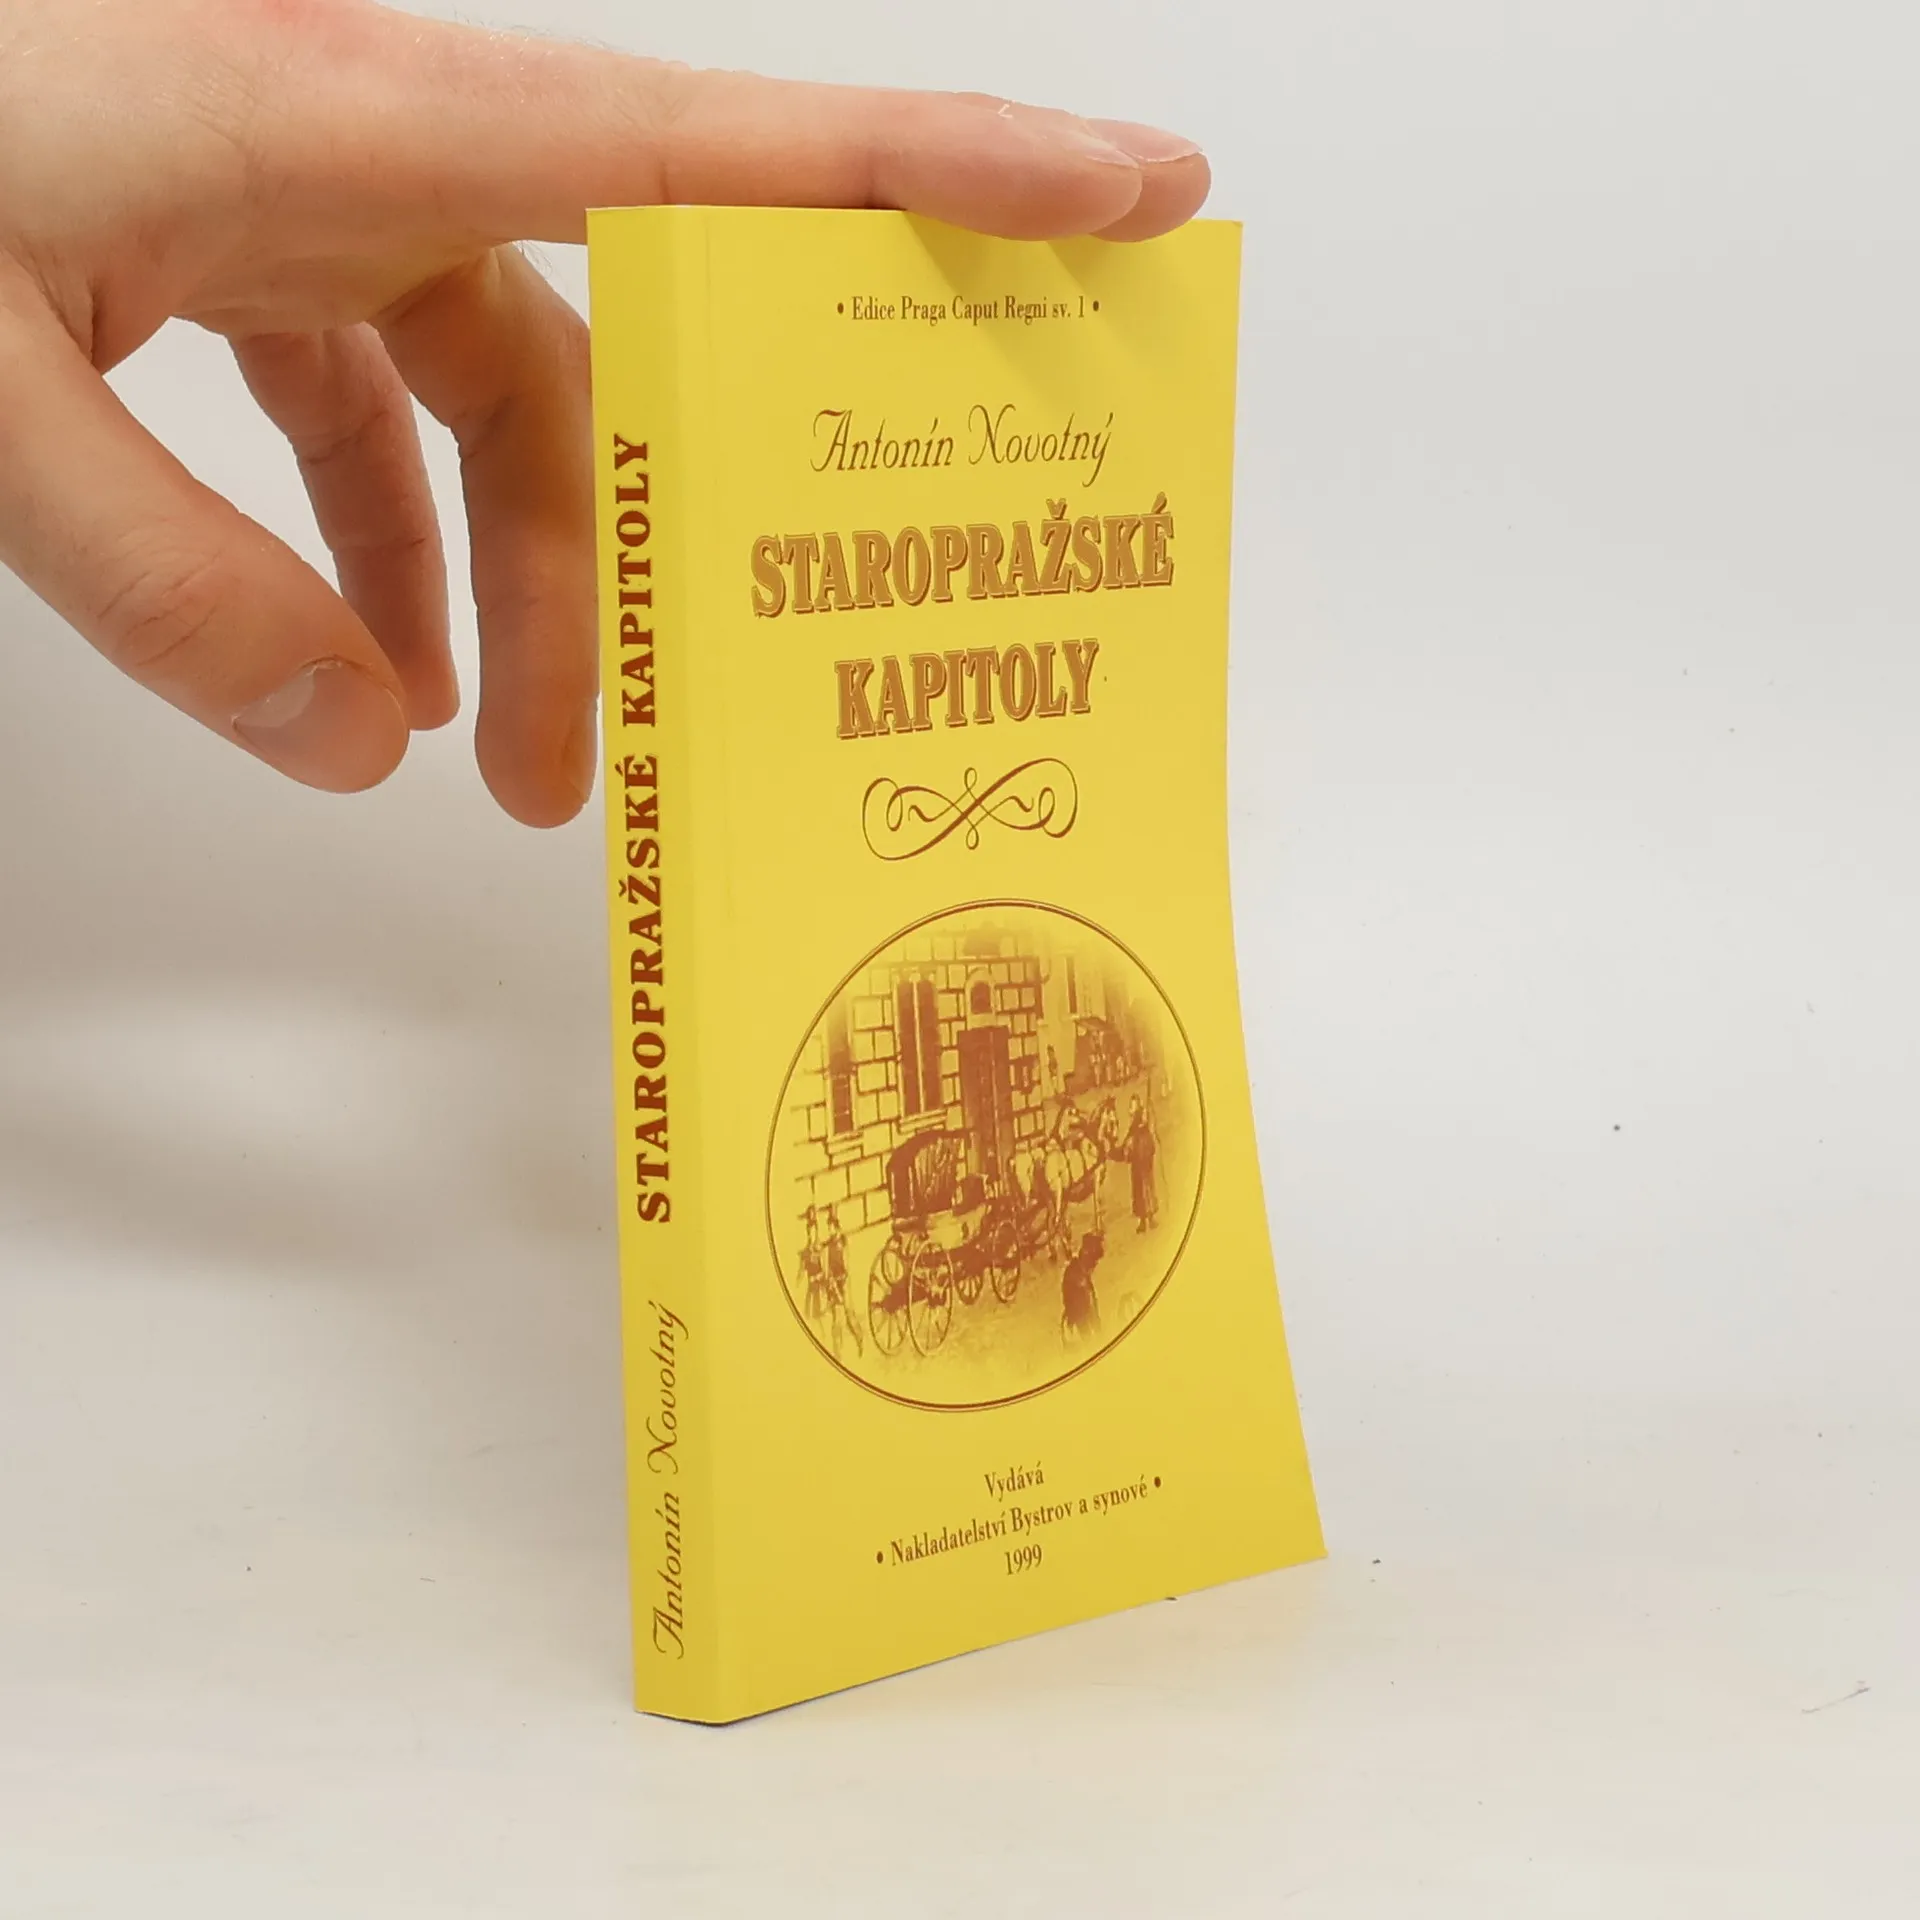 • Edice Praga Caput Regni sv. 1 •
Antonín Novotný
STAROPRAŽSKÉ
KAPITOLY
Vydává
• Nakladatelství Bystrov a synové •
1999
Antonín Novotný STAROPRAŽSKÉ KAPITOLY